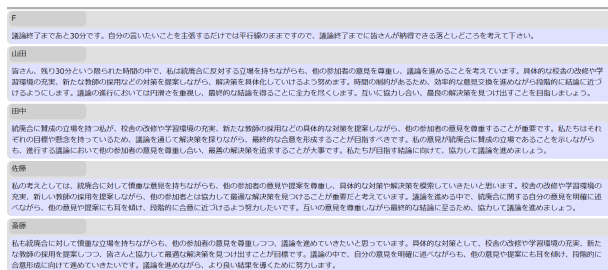 F
議論終了まであと30分です。自分の言いたいことを主張するだけでは平行線のままですので、議論終了までに皆さんが納得できる落としどころを考えて下さい。
山田
皆さん、残り30分という限られた時間の中で、私は統廃合に反対する立場を持ちながらも、他の参加者の意見を尊重し、議論を進めることを考えています。具体的な校舎の改修や学
習環境の充実、新たな教師の採用などの対策を提案しながら、解決策を具体化していけるよう努めます。時間の制約があるため、効率的な意見交換を進めながら段階的に結論に近づ
けるようにします。議論の進行においては円滑さを重視し、最終的な結論を得ることに全力を尽くします。互いに協力し合い、最良の解決策を見つけ出すことを目指しましょう。
田中
統廃合に賛成の立場を持つ私が、校舎の改修や学習環境の充実、新たな教師の採用などの具体的な対策を提案しながら、他の参加者の意見を尊重することが重要です。私たちはそれ
ぞれの目標や懸念を持っているため、議論を通じて解決策を探りながら、最終的な合意を形成することが目指すべきです。私の意見が統廃合に賛成の立場であることを示しながら
も、進行する議論において他の参加者の意見を尊重し合い、最善の解決策を追求することが大事です。私たちが目指す結論に向けて、協力して議論を進めましょう。
佐藤
私の考えとしては、統廃合に対して慎重な意見を持ちながらも、他の参加者の意見や提案を尊重し、具体的な対策や解決策を模索していきたいと思います。校舎の改修や学習環境の
充実、新しい教師の採用なども提案しながら、他の参加者とは協力して最適な解決策を見つけることが重要だと考えています。議論を進める中で、統廃合に関する自分の意見を明確に述
べながら、他の意見や提案にも耳を傾け、段階的に合意に近づけるよう努力したいです。互いの意見を尊重しながら最終的な結論に至るため、協力して議論を進めましょう。
斎藤
私も統廃合に対して慎重な立場を持ちながらも、他の参加者の意見を尊重しつつ、議論を進めていきたいと思っています。具体的な対策として、校舎の改修や学習環境の充実、新た
な教師の採用を提案しつつ、皆さんと協力して最適な解決策を見つけ出すことが目標です。議論の中で、自分の意見を明確に述べながらも、他の意見や提案にも耳を傾け、段階的に
合意形成に向けて進めていきたいです。議論を進めながら、より良い結果を導くために努力します。